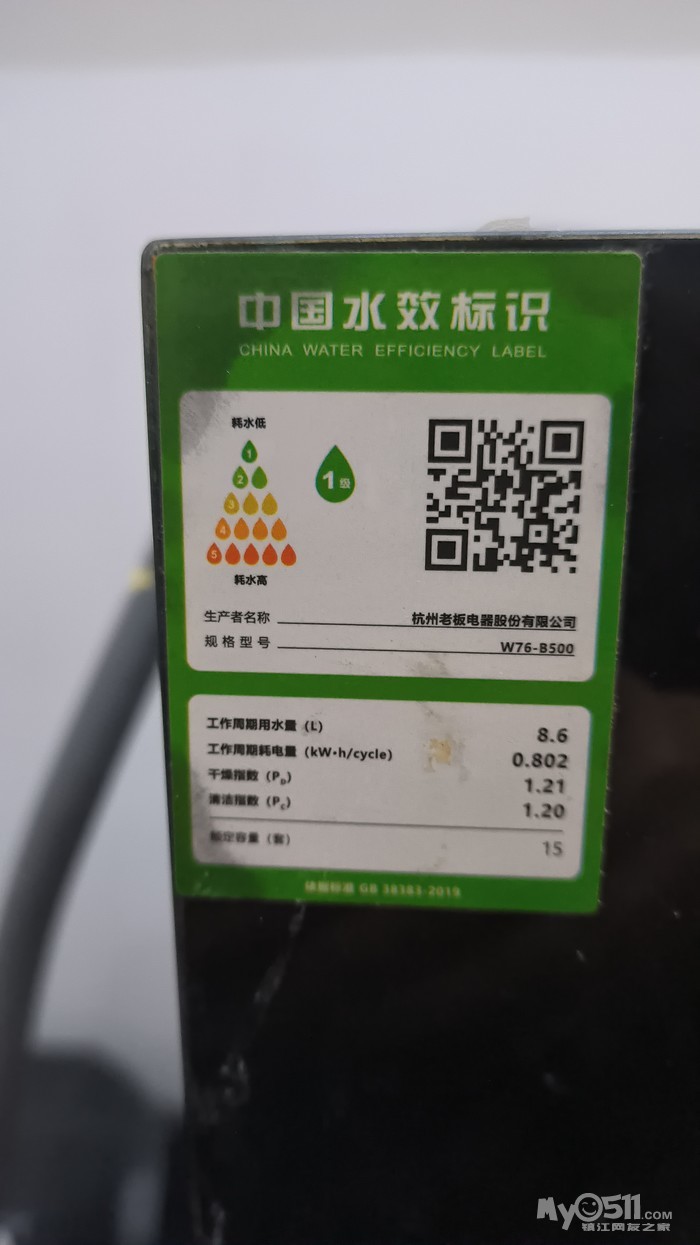 中国水效标识
CHINA WATER EFFICIENCY LABEL
耗水低
1
2
3
4
5
耗水高
1级
生产者名称 杭州老板电器股份有限公司
规格型号 W76-B500
工作周期用水量（L） 8.6
工作周期耗电量（kW·h/cycle） 0.802
干燥指数（PD） 1.21
清洁指数（PC） 1.20
额定容量（套） 15
依据标准 GB 38383-2019
My0511.COM
镇江网友之家